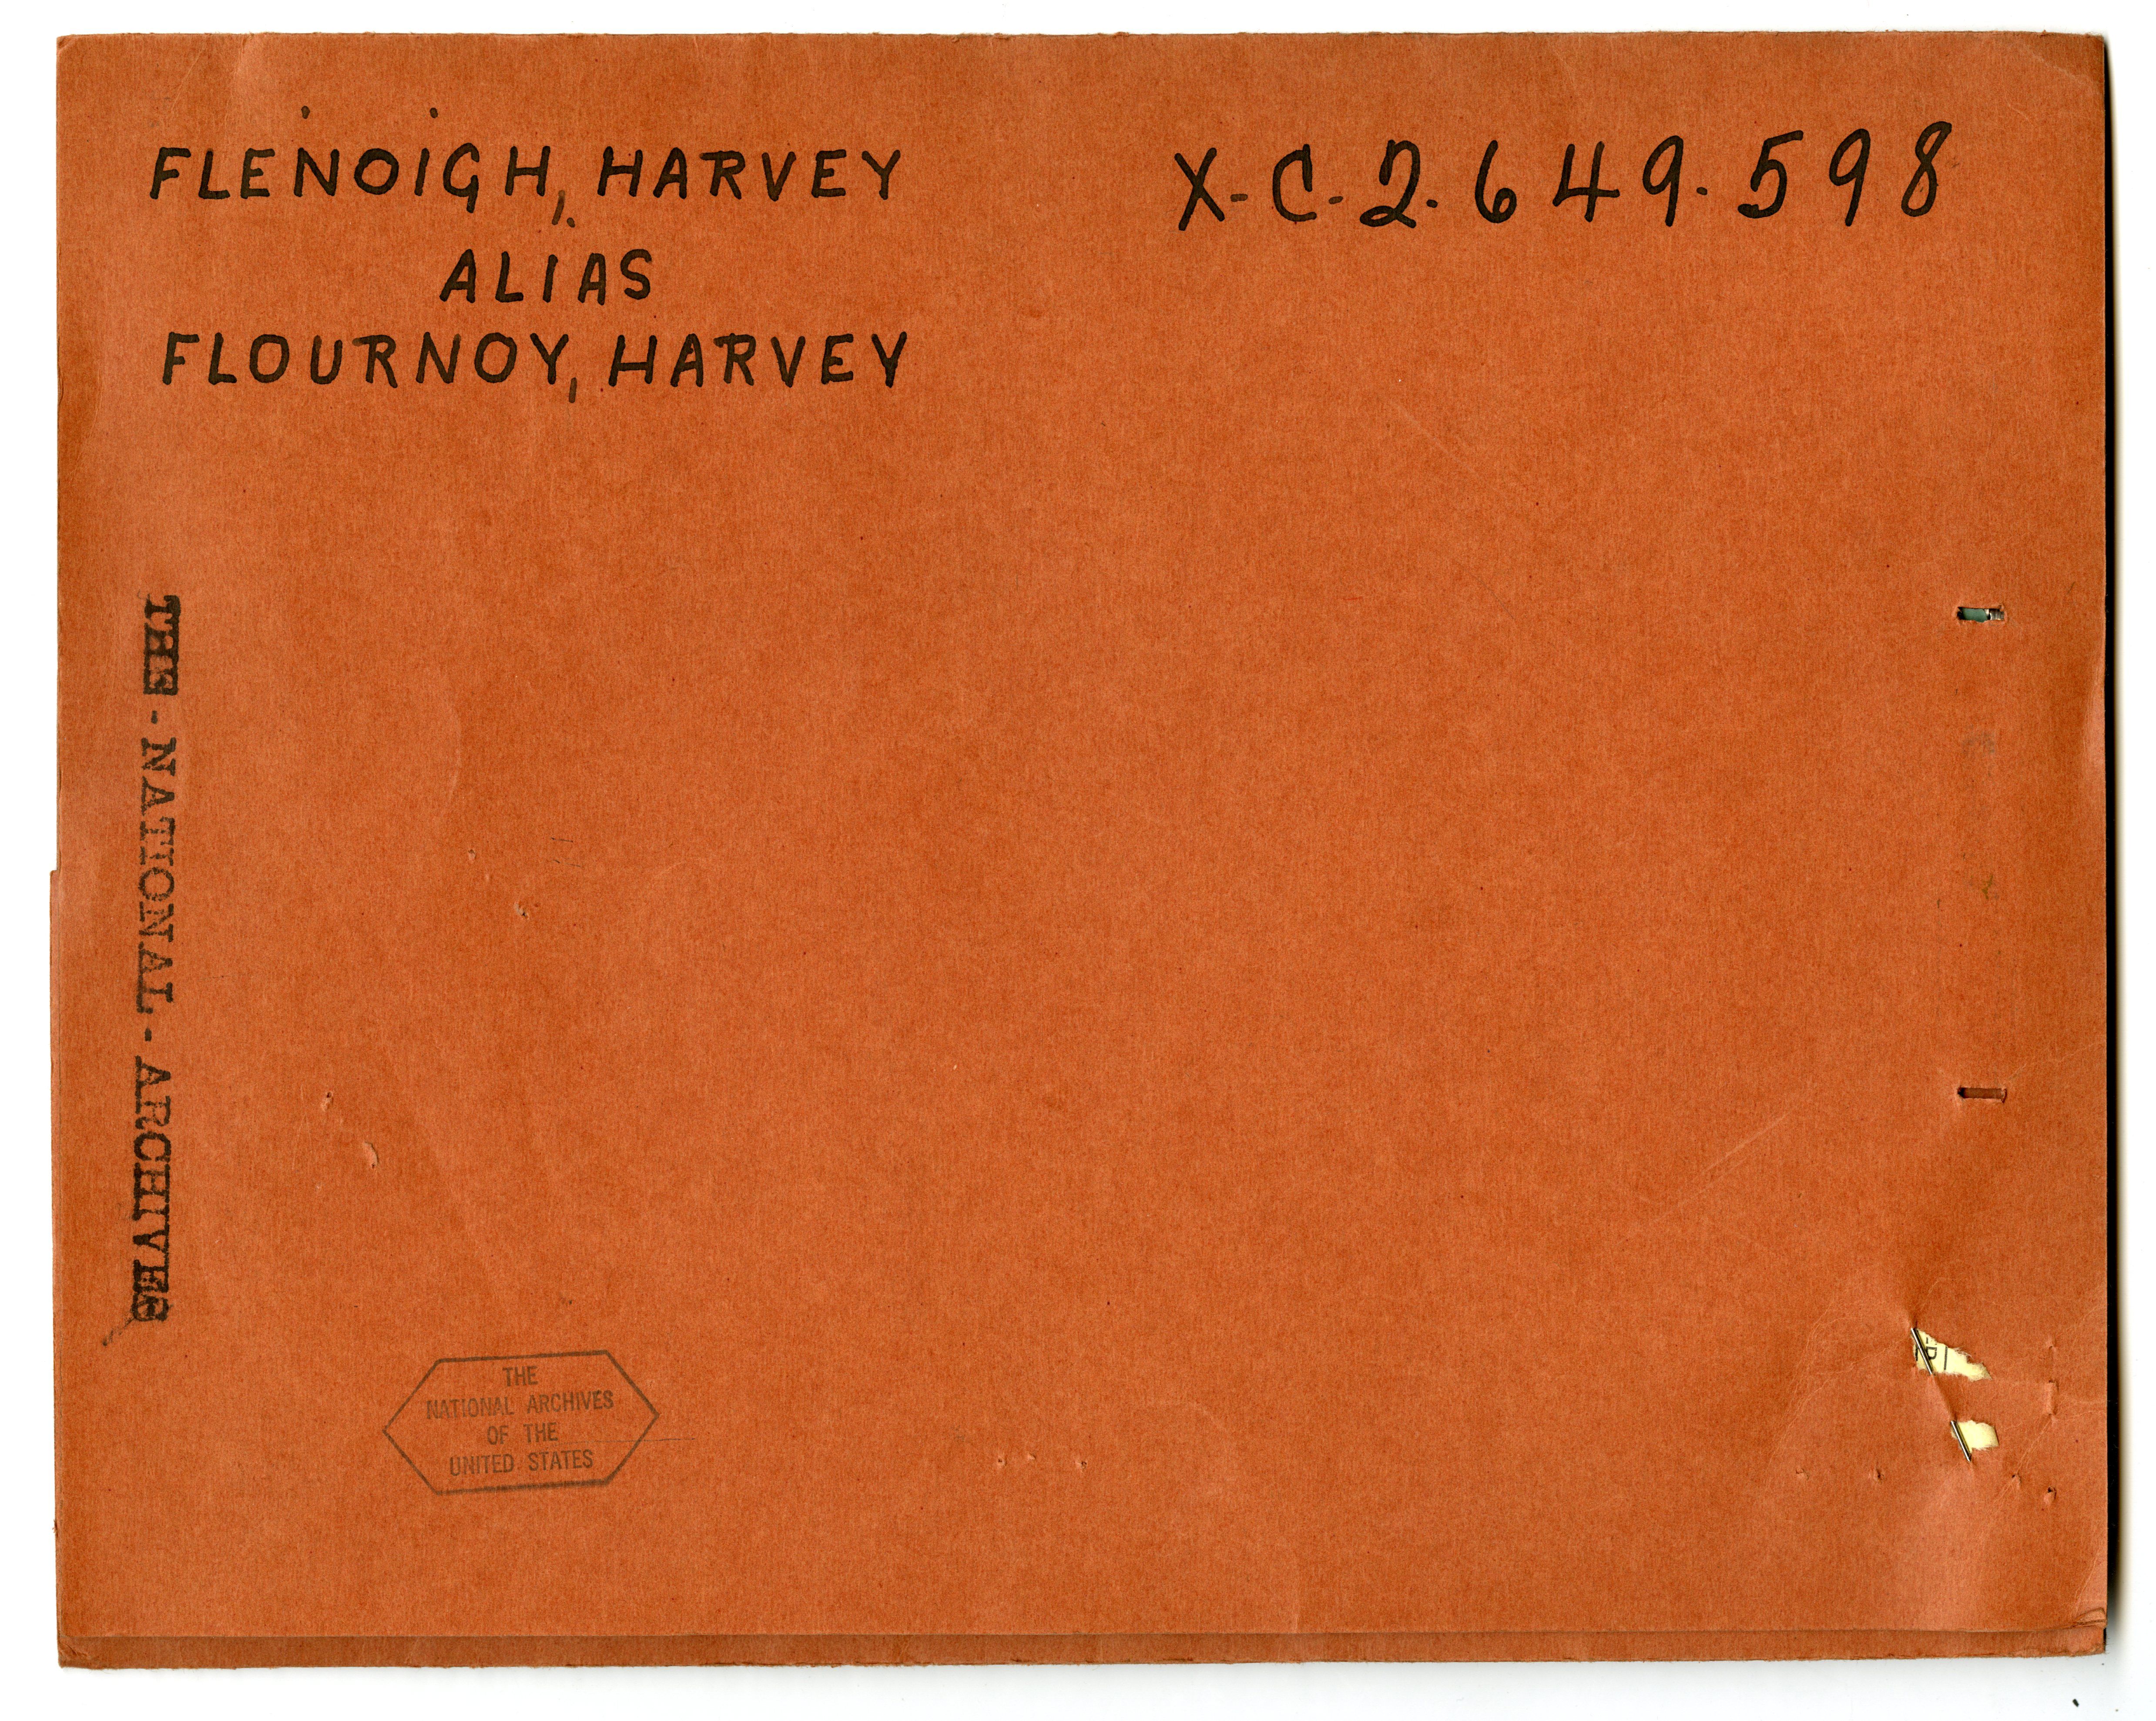 FLENOIGH, HARVEY
X-C-2.649.598
ALIAS
FLOURNOY, HARVEY
THE - NATIONAL - ARCHIVES
THE
NATIONAL ARCHIVES
OF THE
UNITED STATES